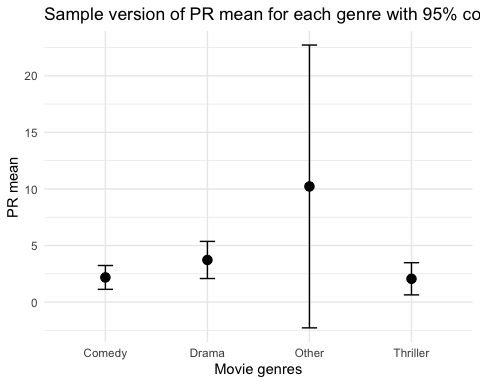 Sample version of PR mean for each genre with 95% co
20
15
10
5
0
PR mean
Comedy
Drama
Other
Thriller
Movie genres